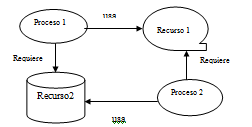 Proceso 1
usa
Recurso 1
Requiere
Requiere
Recurso2
Proceso 2
usa